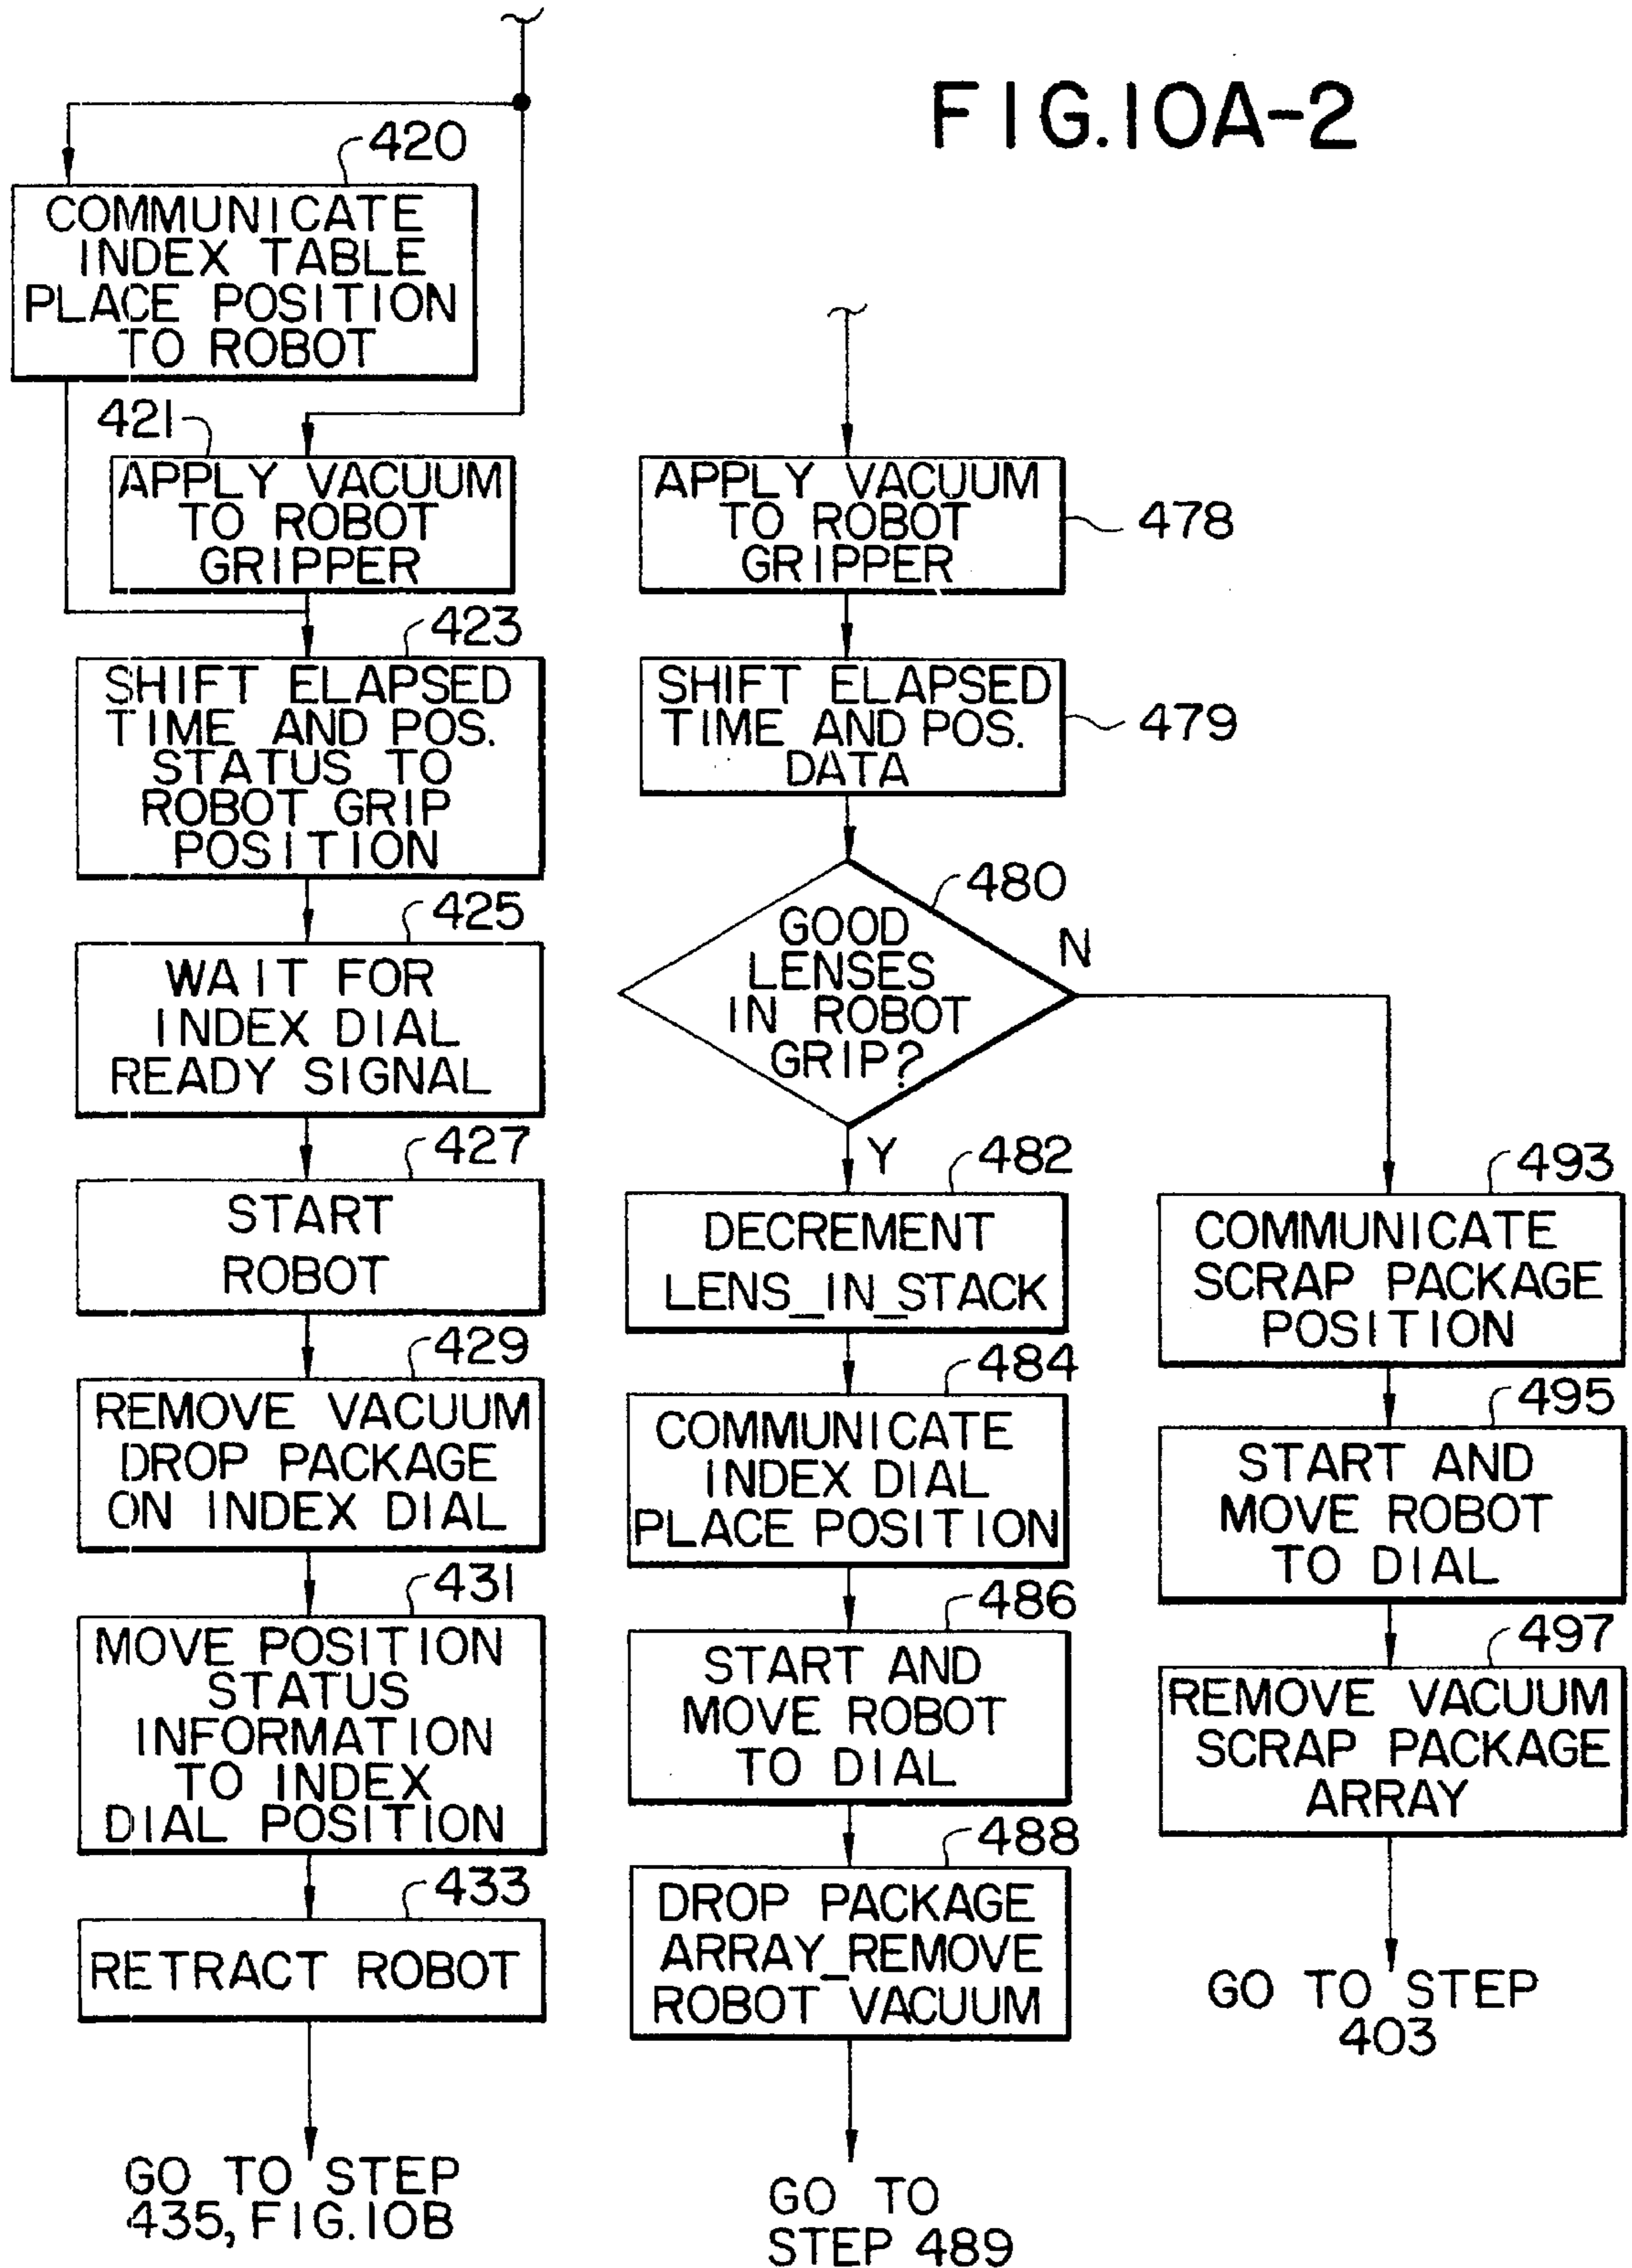 FIG.10A-2
420
COMMUNICATE
INDEX TABLE
PLACE POSITION
TO ROBOT
421
APPLY VACUUM
TO ROBOT
GRIPPER
423
SHIFT ELAPSED
TIME AND POS.
STATUS TO
ROBOT GRIP
POSITION
425
WAIT FOR
INDEX DIAL
READY SIGNAL
427
START
ROBOT
429
REMOVE VACUUM
DROP PACKAGE
ON INDEX DIAL
431
MOVE POSITION
STATUS
INFORMATION
TO INDEX
DIAL POSITION
433
RETRACT ROBOT
GO TO STEP
435, FIG.10B
APPLY VACUUM
TO ROBOT
GRIPPER
478
SHIFT ELAPSED
TIME AND POS.
DATA
479
480
GOOD
LENSES
IN ROBOT
GRIP?
N
Y
482
DECREMENT
LENS_IN_STACK
484
COMMUNICATE
INDEX DIAL
PLACE POSITION
486
START AND
MOVE ROBOT
TO DIAL
488
DROP PACKAGE
ARRAY_REMOVE
ROBOT VACUUM
GO TO
STEP 489
493
COMMUNICATE
SCRAP PACKAGE
POSITION
495
START AND
MOVE ROBOT
TO DIAL
497
REMOVE VACUUM
SCRAP PACKAGE
ARRAY
GO TO STEP
403